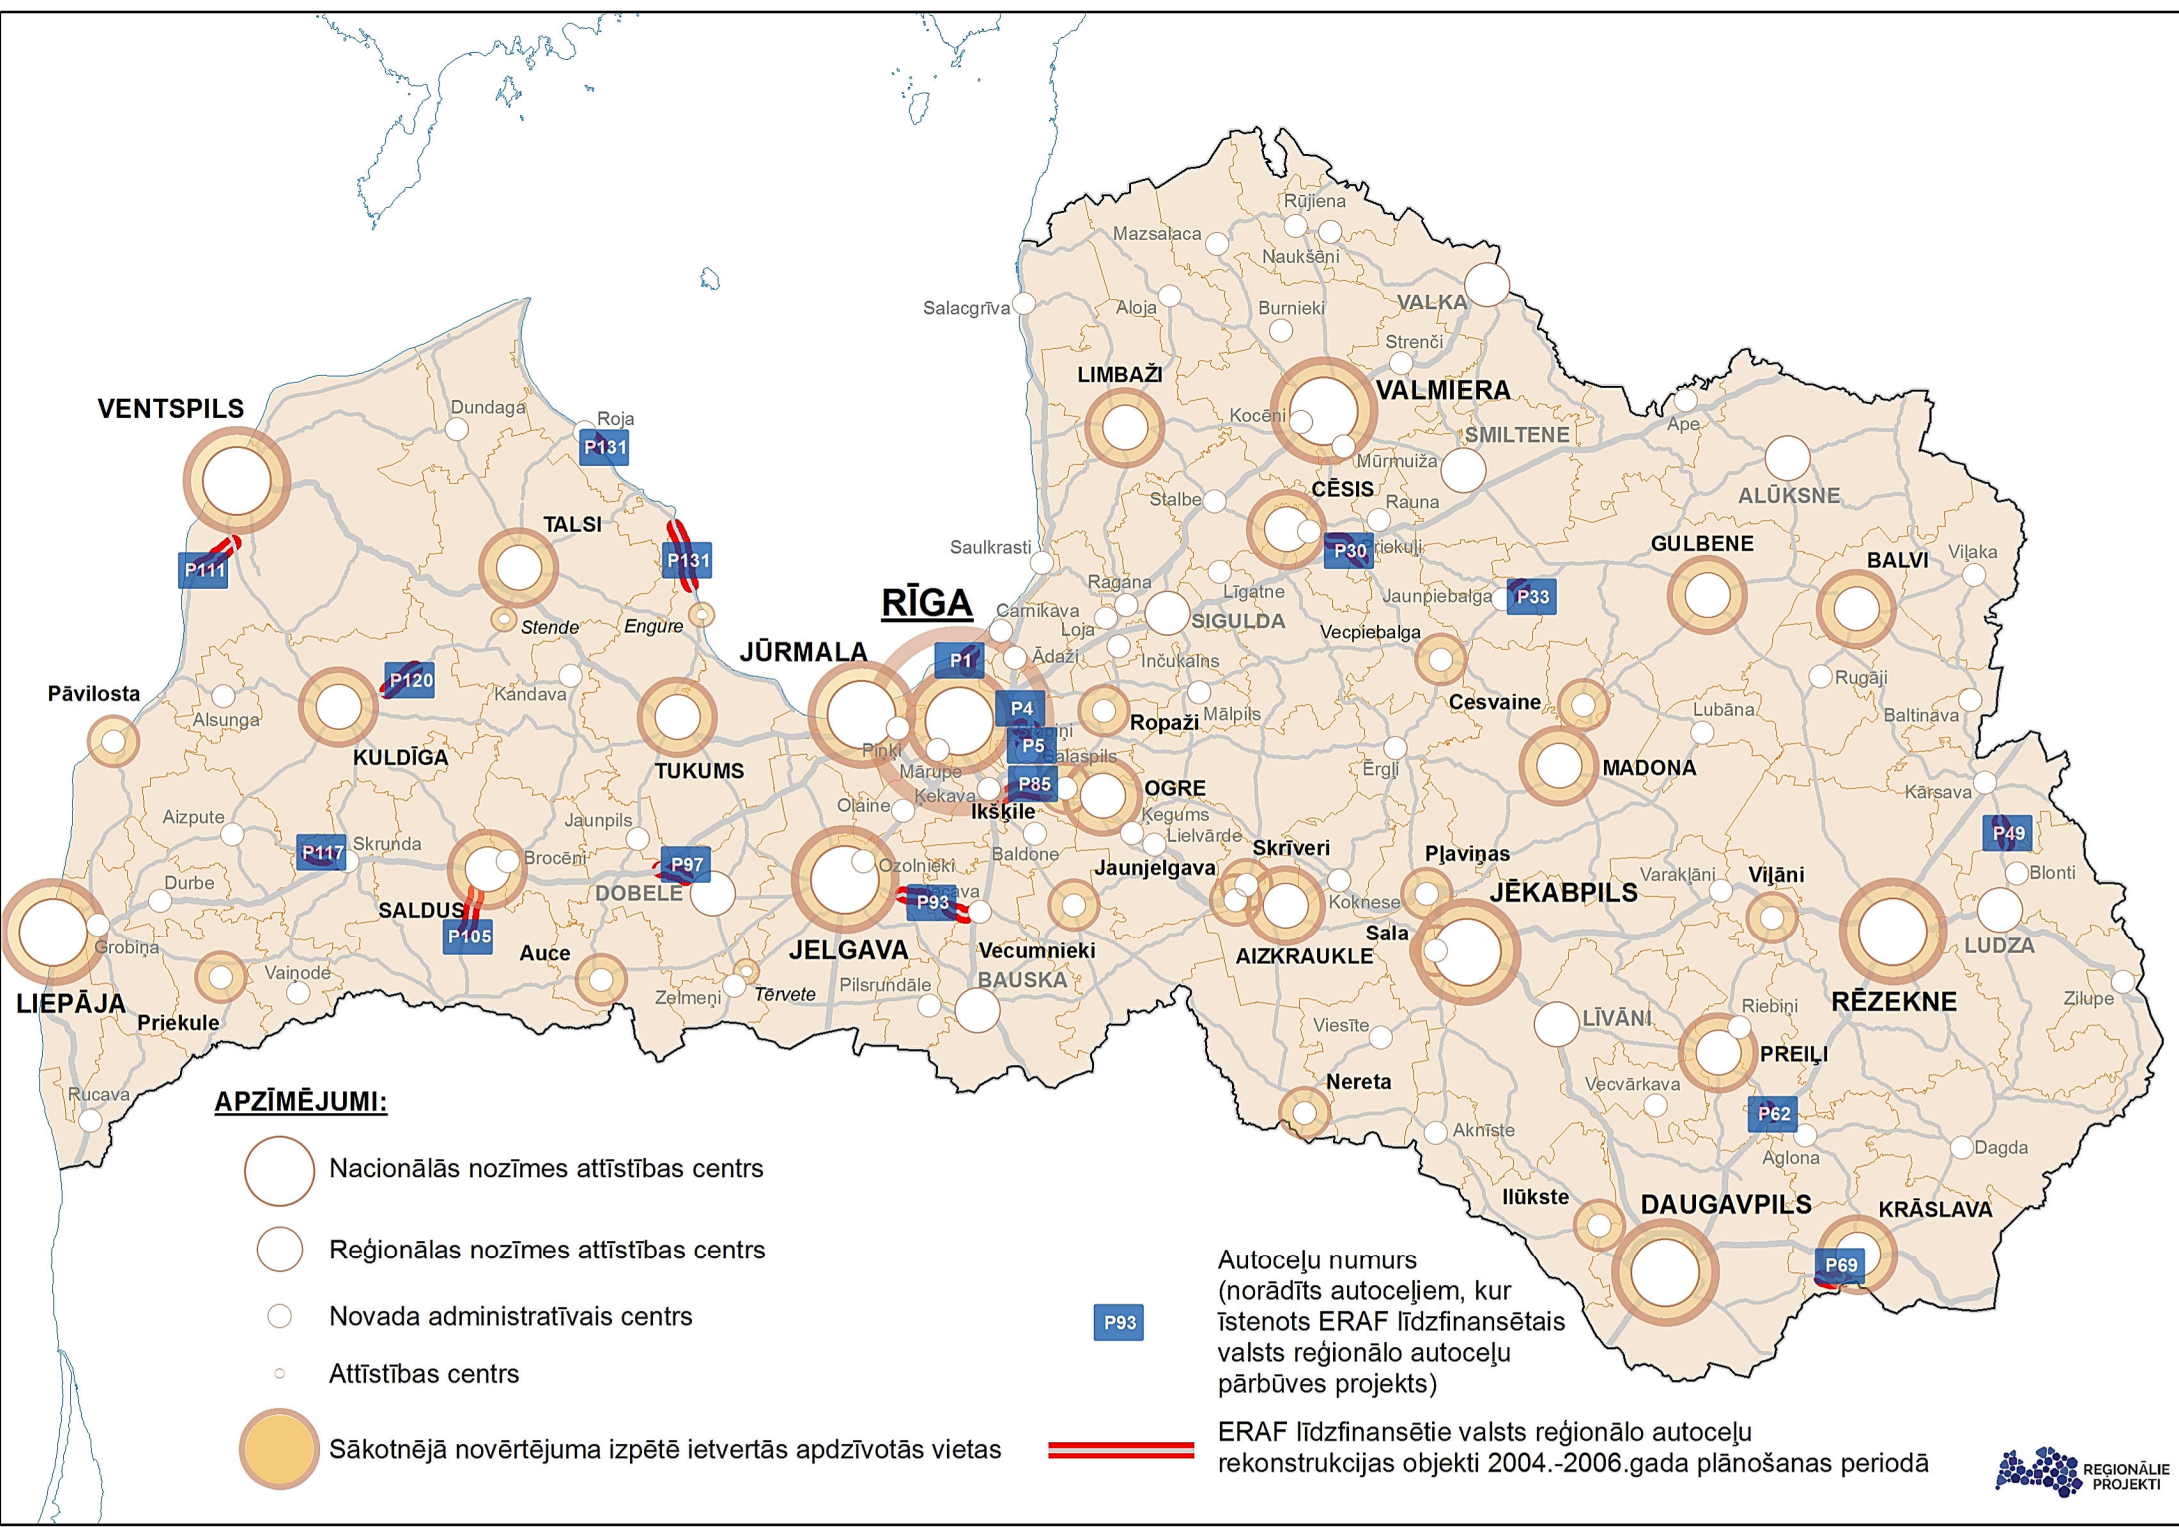 Rūjiena
Mazsalaca
Naukšēni
Salacgrīva
Aloja
Burnieki
VALKA
Strenči
LIMBAŽI
VALMIERA
Ape
VENTSPILS
Dundaga
Roja
P131
Kocēni
SMILTENE
Mūrmuiža
ALŪKSNE
TALSI
Stalbe
CĒSIS
Rauna
P111
P131
Saulkrasti
P30
Priekuļi
GULBENE
BALVI
Viļaka
Ragana
Līgatne
Jaunpiebalga
P33
RĪGA
Carnikava
Loja
SIGULDA
Vecpiebalga
Stende
Engure
JŪRMALA
P1
Ādaži
Inčukalns
P120
Kandava
Rugāji
Pāvilosta
Alsunga
P4
Ropaži
Mālpils
Cesvaine
Lubāna
Baltinava
KULDĪGA
TUKUMS
Piņķi
P5
Salaspils
Mārupe
Ērgļi
MADONA
P85
OGRE
Kārsava
Olaine
Ķekava
Ikšķile
Ķegums
Aizpute
Jaunpils
Lielvārde
P49
P117
Skrunda
Brocēni
P97
Ozolnieki
Baldone
Jaunjelgava
Skrīveri
Pļaviņas
Varakļāni
Viļāni
Blonti
Durbe
DOBELE
P93
Iecava
Koknese
JĒKABPILS
SALDUS
P105
Sala
Grobiņa
Auce
JELGAVA
Vecumnieki
AIZKRAUKLE
LUDZA
Vaiņode
Zelmeņi
Tērvete
Pilsrundāle
BAUSKA
LIEPĀJA
Priekule
RĒZEKNE
Zilupe
Viesīte
LĪVĀNI
Riebiņi
PREIĻI
Rucava
Nereta
Vecvārkava
P62
Aknīste
Aglona
Dagda
Ilūkste
DAUGAVPILS
KRĀSLAVA
P69
APZĪMĒJUMI:
Nacionālās nozīmes attīstības centrs
Reģionālas nozīmes attīstības centrs
Novada administratīvais centrs
Attīstības centrs
Sākotnējā novērtējuma izpētē ietvertās apdzīvotās vietas
P93
Autoceļu numurs
(norādīts autoceļiem, kur
īstenots ERAF līdzfinansētais
valsts reģionālo autoceļu
pārbūves projekts)
ERAF līdzfinansētie valsts reģionālo autoceļu
rekonstrukcijas objekti 2004.-2006.gada plānošanas periodā
REĢIONĀLIE
PROJEKTI